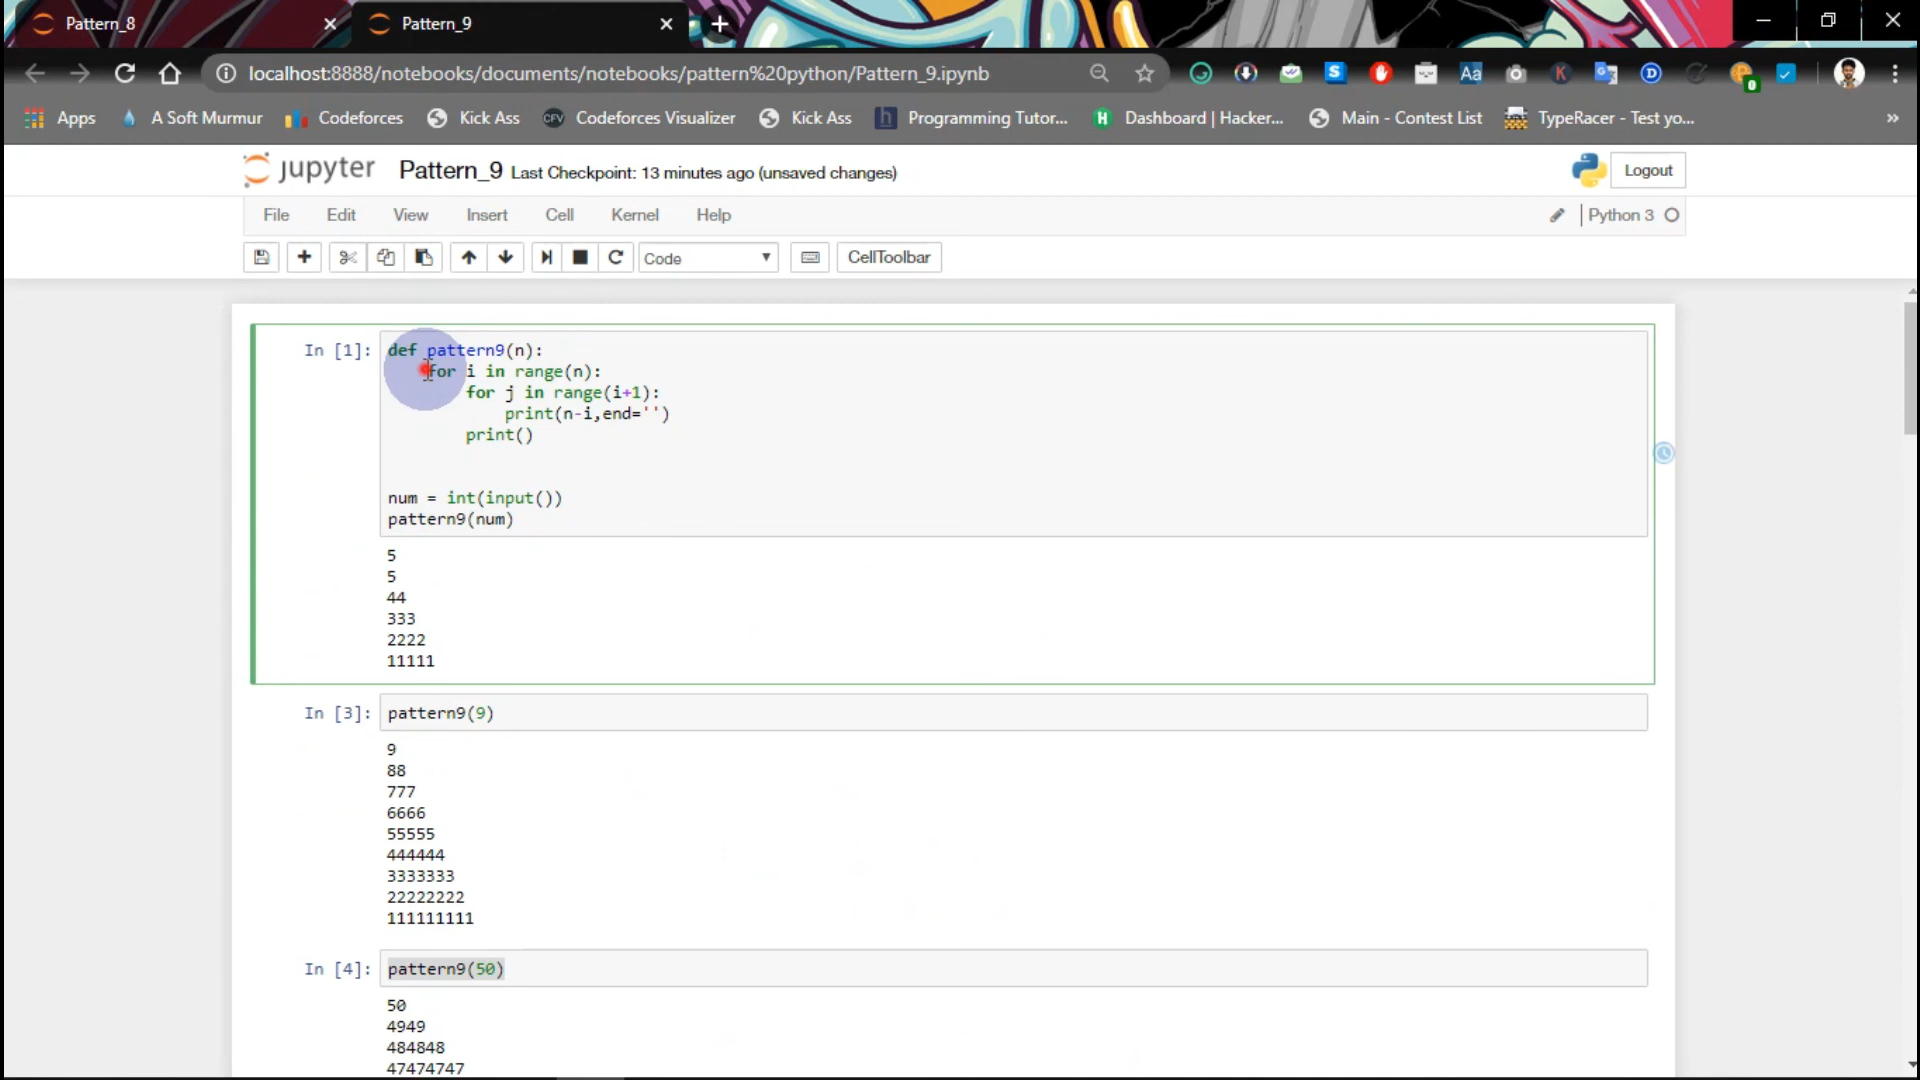 Pattern_8
Pattern_9
localhost:8888/notebooks/documents/notebooks/pattern%20python/Pattern_9.ipynb
Apps A Soft Murmur Codeforces Kick Ass CFV Codeforces Visualizer Kick Ass h Programming Tutor... H Dashboard | Hacker... Main - Contest List TypeRacer - Test yo... »
jupyter Pattern_9 Last Checkpoint: 13 minutes ago (unsaved changes) Logout
File Edit View Insert Cell Kernel Help Python 3
Code CellToolbar
In [1]: def pattern9(n):
for i in range(n):
for j in range(i+1):
print(n-i,end='')
print()
num = int(input())
pattern9(num)
5
5
44
333
2222
11111
In [3]: pattern9(9)
9
88
777
6666
55555
444444
3333333
22222222
111111111
In [4]: pattern9(50)
50
4949
484848
47474747